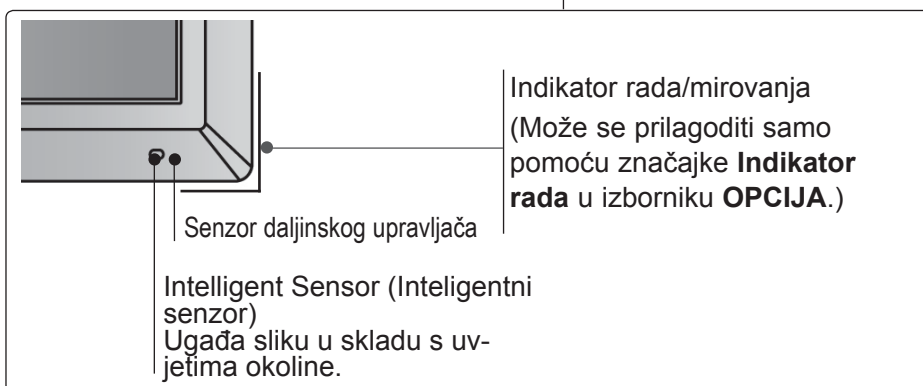 Indikator rada/mirovanja
(Može se prilagoditi samo
pomoću značajke Indikator
rada u izborniku OPCIJA.)
Senzor daljinskog upravljača
Intelligent Sensor (Inteligentni
senzor)
Ugađa sliku u skladu s uv-
jetima okoline.